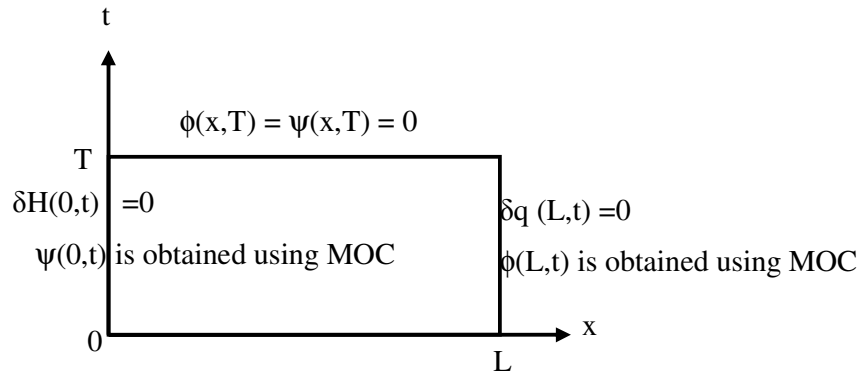 t
ϕ(x,T) = ψ(x,T) = 0
T
δH(0,t) =0
δq (L,t) =0
ψ(0,t) is obtained using MOC
ϕ(L,t) is obtained using MOC
0
x
L